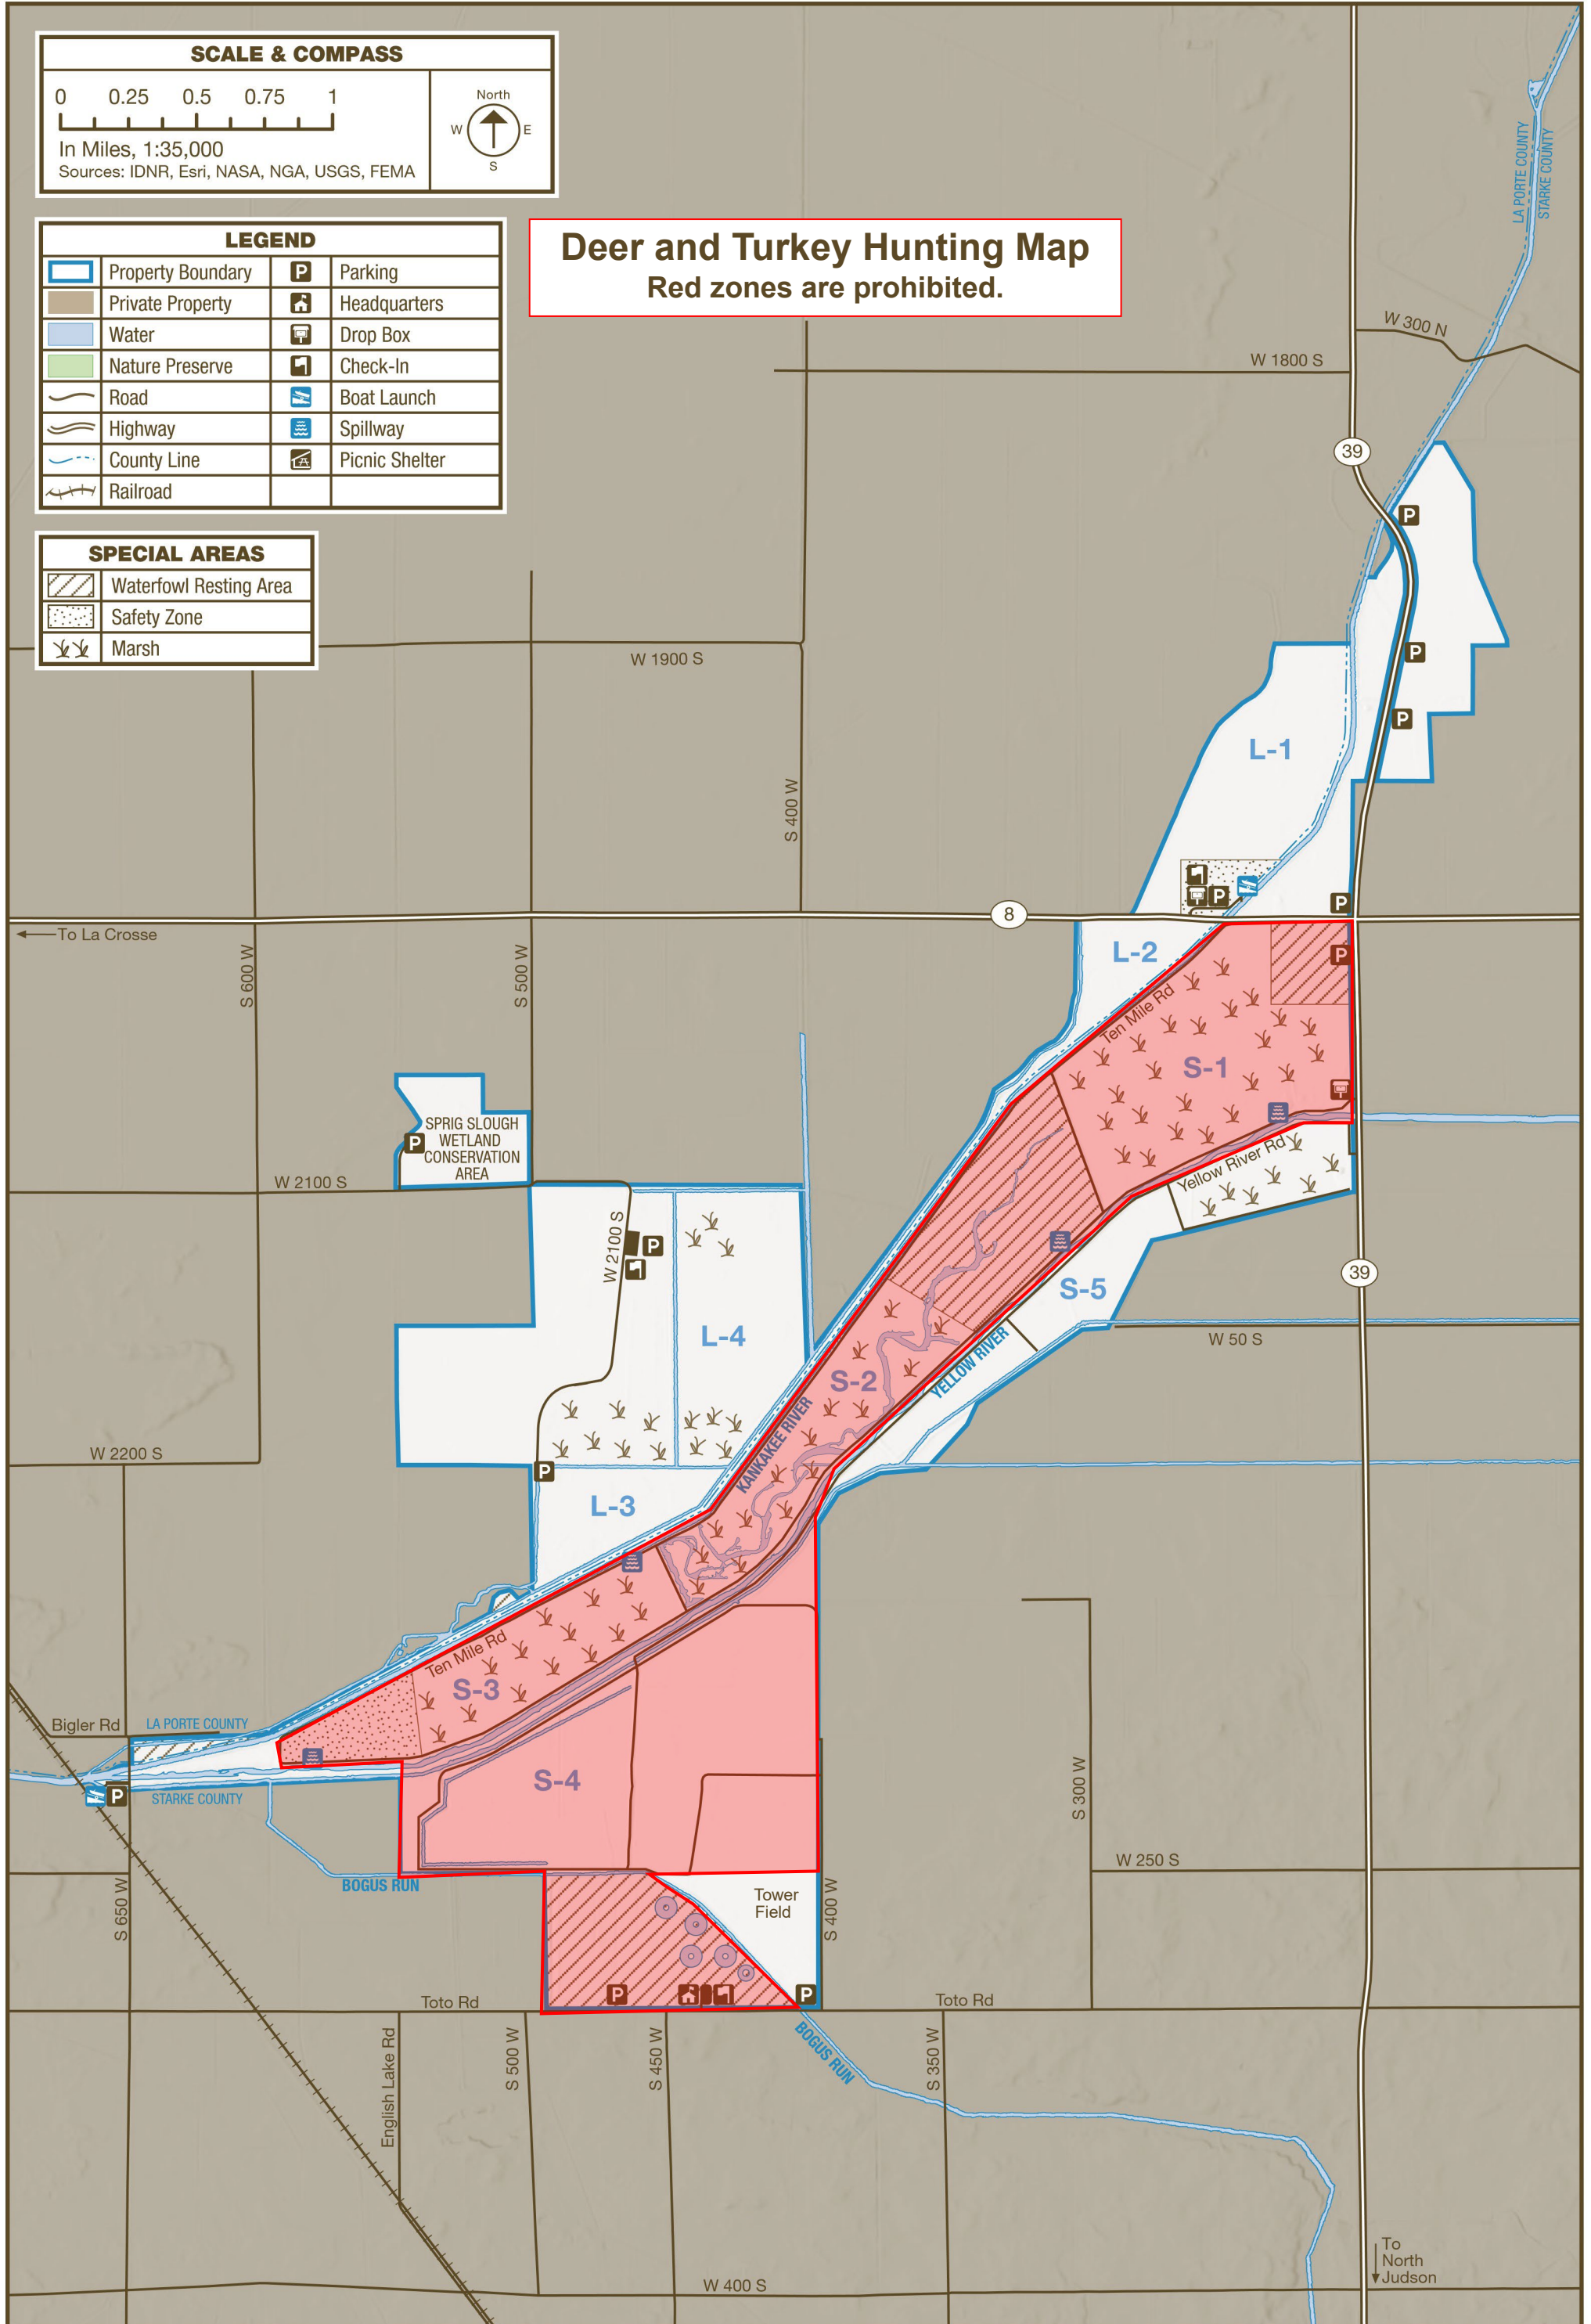 SCALE & COMPASS
0 0.25 0.5 0.75 1
In Miles, 1:35,000
Sources: IDNR, Esri, NASA, NGA, USGS, FEMA
North
W E
S
LEGEND
Property Boundary P Parking
Private Property Headquarters
Water Drop Box
Nature Preserve Check-In
Road Boat Launch
Highway Spillway
County Line Picnic Shelter
Railroad
SPECIAL AREAS
Waterfowl Resting Area
Safety Zone
Marsh
Deer and Turkey Hunting Map
Red zones are prohibited.
LA PORTE COUNTY
STARKE COUNTY
W 300 N
W 1800 S
39
P
W 1900 S
P
P
L-1
S 400 W
P
P
8
To La Crosse
L-2
P
S 600 W
S 500 W
Ten Mile Rd
S-1
SPRIG SLOUGH
WETLAND
CONSERVATION
AREA
P
Yellow River Rd
W 2100 S
W 2100 S
P
39
S-5
L-4
W 50 S
YELLOW RIVER
S-2
KANKAKEE RIVER
W 2200 S
P
L-3
Ten Mile Rd
S-3
Bigler Rd
LA PORTE COUNTY
S-4
P
STARKE COUNTY
S 300 W
W 250 S
BOGUS RUN
Tower
Field
S 650 W
S 400 W
P
P
Toto Rd
Toto Rd
English Lake Rd
S 500 W
S 450 W
BOGUS RUN
S 350 W
To
North
Judson
W 400 S